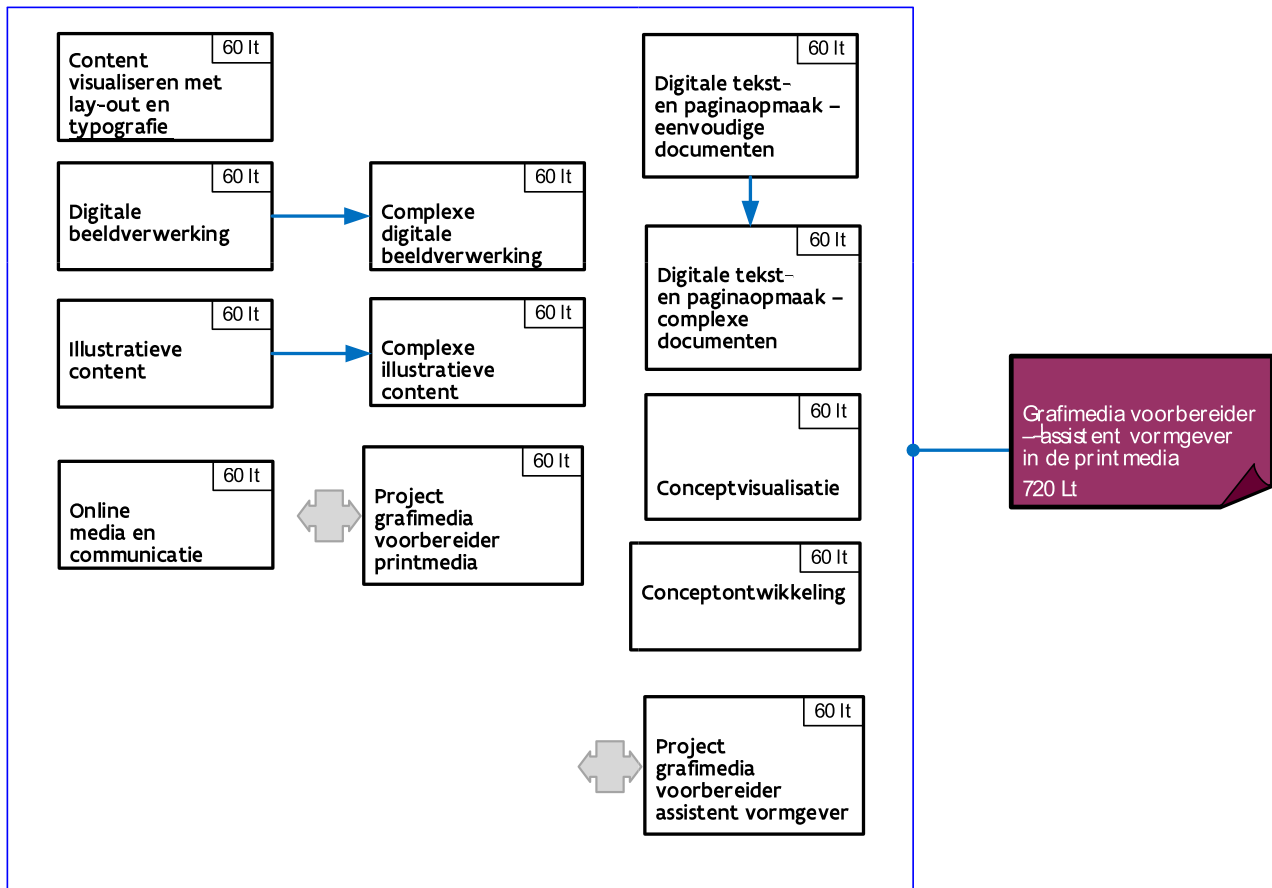 60 lt
Content
visualiseren met
lay-out en
typografie
60 lt
Digitale
beeldverwerking
60 lt
Complexe
digitale
beeldverwerking
60 lt
Illustratieve
content
60 lt
Complexe
illustratieve
content
60 lt
Online
media en
communicatie
60 lt
Project
grafimedia
voorbereider
printmedia
60 lt
Digitale tekst-
en paginaopmaak –
eenvoudige
documenten
60 lt
Digitale tekst-
en paginaopmaak –
complexe
documenten
60 lt
Conceptvisualisatie
60 lt
Conceptontwikkeling
60 lt
Project
grafimedia
voorbereider
assistent vormgever
Grafimedia voorbereider
– assistent vormgever
in de printmedia
720 Lt